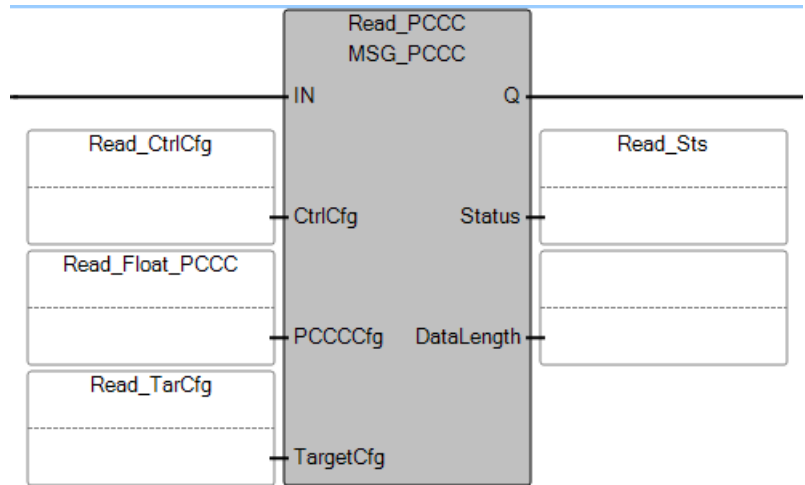 Read_PCCC
MSG_PCCC
IN Q
Read_CtrlCfg Read_Sts
CtrlCfg Status
Read_Float_PCCC
PCCCCfg DataLength
Read_TarCfg
TargetCfg